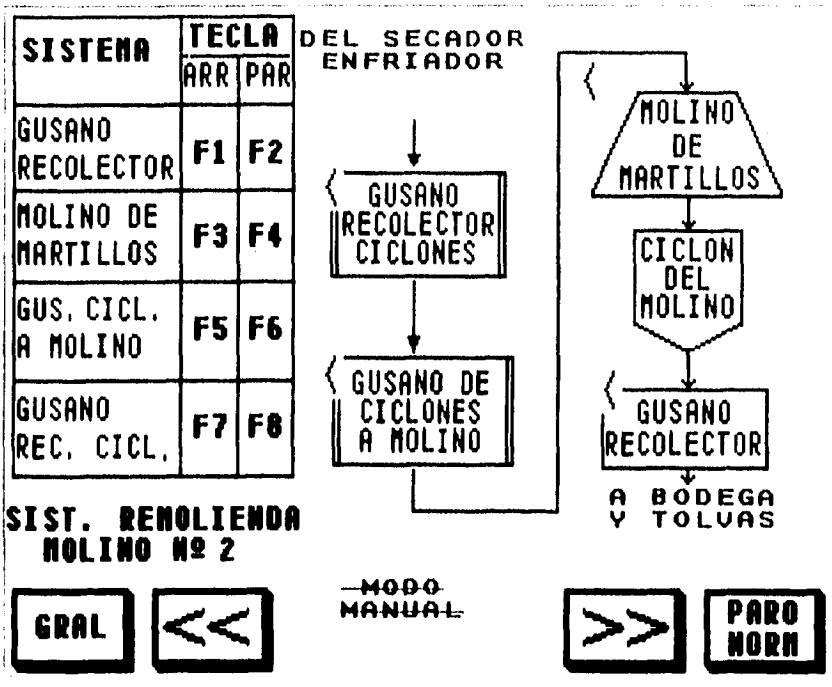 SISTEMA
TECLA
ARR PAR
GUSANO
RECOLECTOR
F1 F2
MOLINO DE
MARTILLOS
F3 F4
GUS. CICL.
A MOLINO
F5 F6
GUSANO
REC. CICL.
F7 F8
SIST. REMOLIENDA
MOLINO Nº 2
DEL SECADOR
ENFRIADOR
GUSANO
RECOLECTOR
CICLONES
GUSANO DE
CICLONES
A MOLINO
MOLINO
DE
MARTILLOS
CICLON
DEL
MOLINO
GUSANO
RECOLECTOR
A BODEGA
Y TOLVAS
GRAL
<<
MODO
MANUAL
>>
PARO
NORM